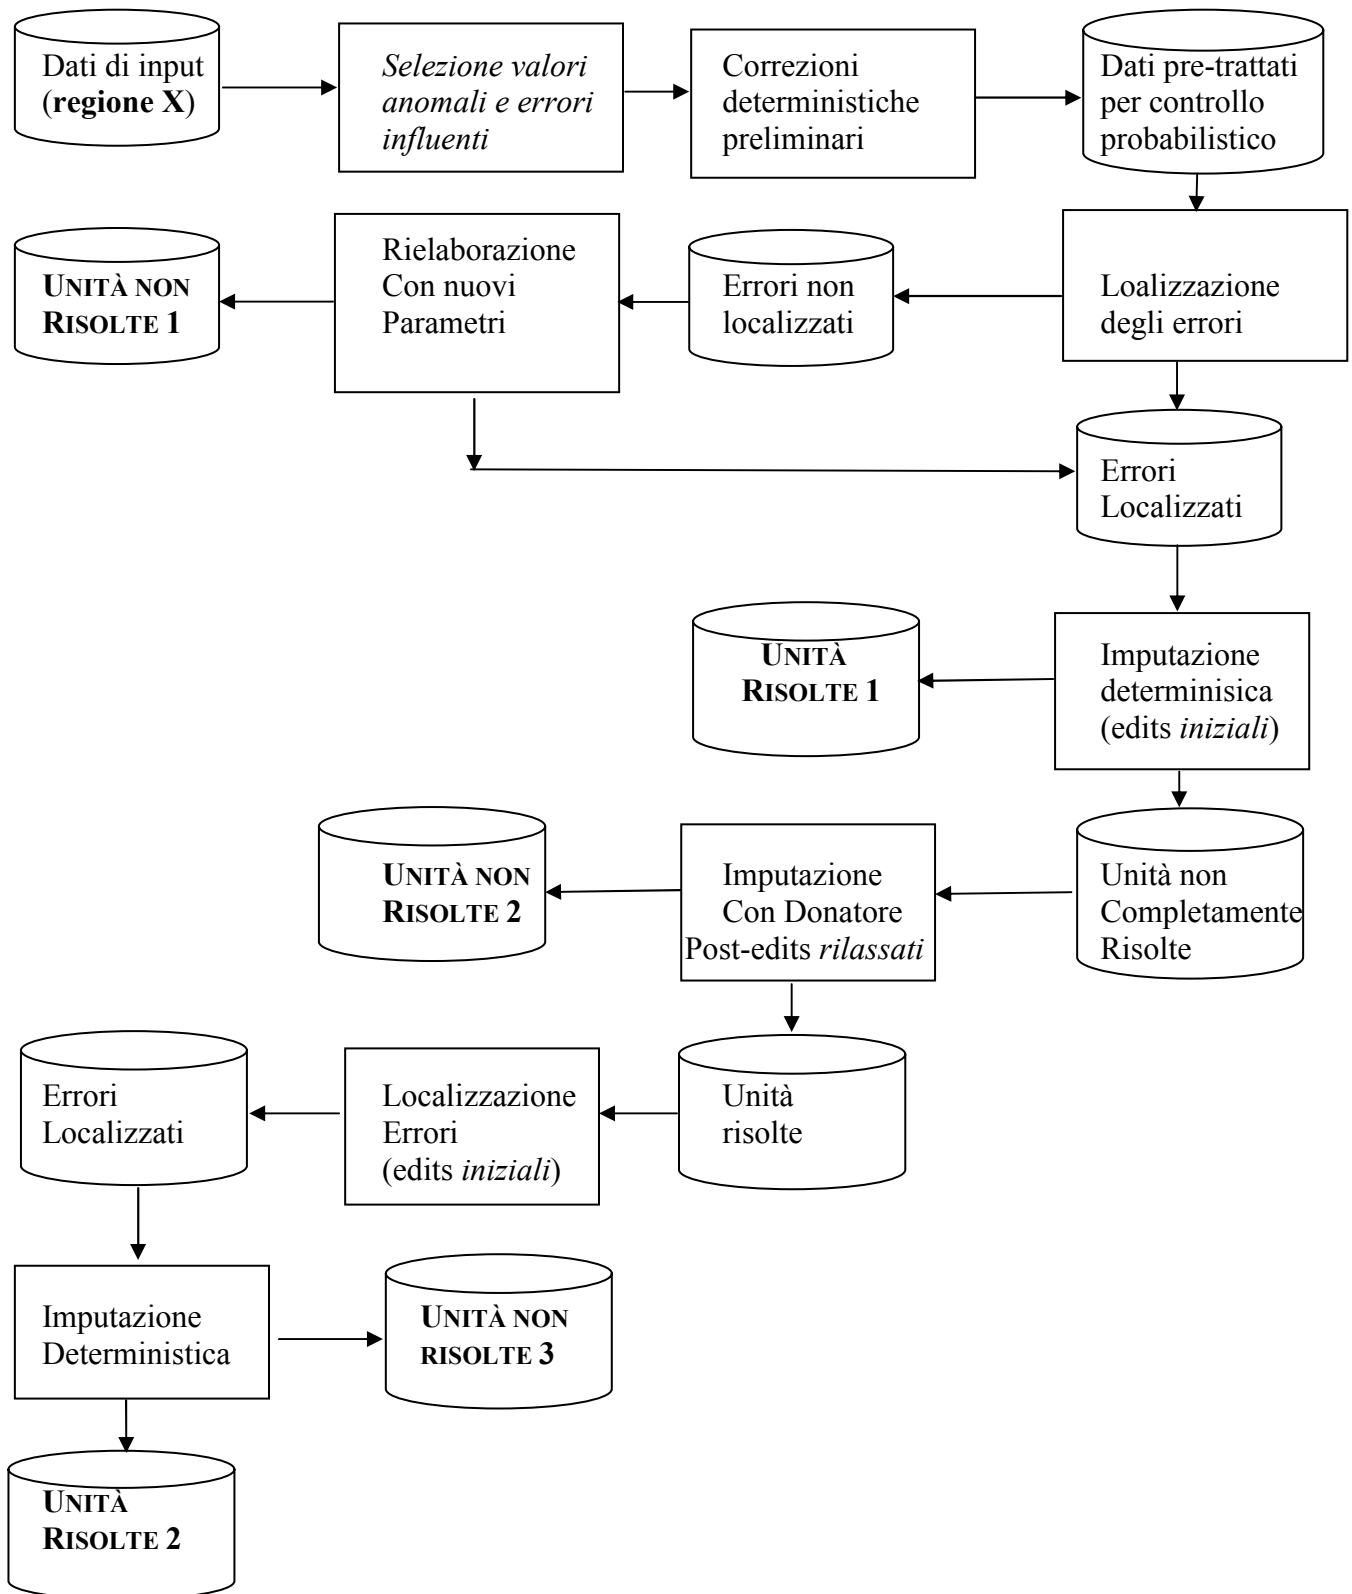 Dati di input
(regione X)
Selezione valori
anomali e errori
influenti
Correzioni
deterministiche
preliminari
Dati pre-trattati
per controllo
probabilistico
UNITÀ NON
RISOLTE 1
Rielaborazione
Con nuovi
Parametri
Errori non
localizzati
Loalizzazione
degli errori
Errori
Localizzati
UNITÀ
RISOLTE 1
Imputazione
determinisica
(edits iniziali)
UNITÀ NON
RISOLTE 2
Imputazione
Con Donatore
Post-edits rilassati
Unità non
Completamente
Risolte
Errori
Localizzati
Localizzazione
Errori
(edits iniziali)
Unità
risolte
Imputazione
Deterministica
UNITÀ NON
RISOLTE 3
UNITÀ
RISOLTE 2